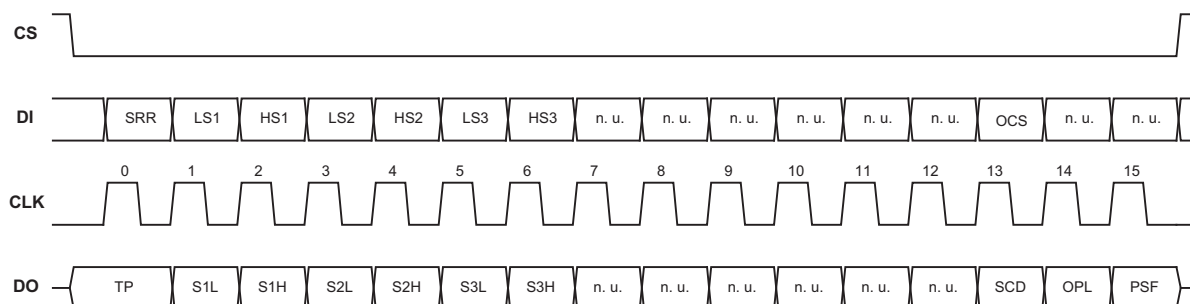 CS
DI SRR LS1 HS1 LS2 HS2 LS3 HS3 n. u. n. u. n. u. n. u. n. u. n. u. OCS n. u. n. u.
0 1 2 3 4 5 6 7 8 9 10 11 12 13 14 15
CLK
DO TP S1L S1H S2L S2H S3L S3H n. u. n. u. n. u. n. u. n. u. n. u. SCD OPL PSF